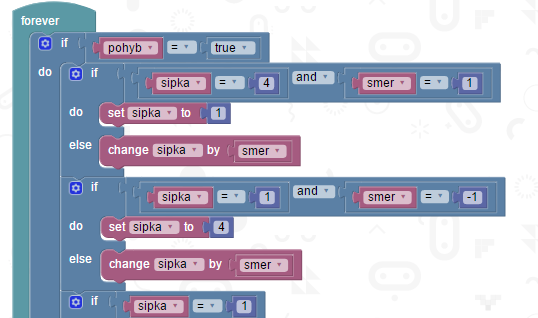 forever
if pohyb = true
do if sipka = 4 and smer = 1
do set sipka to 1
else change sipka by smer
if sipka = 1 and smer = -1
do set sipka to 4
else change sipka by smer
if sipka = 1